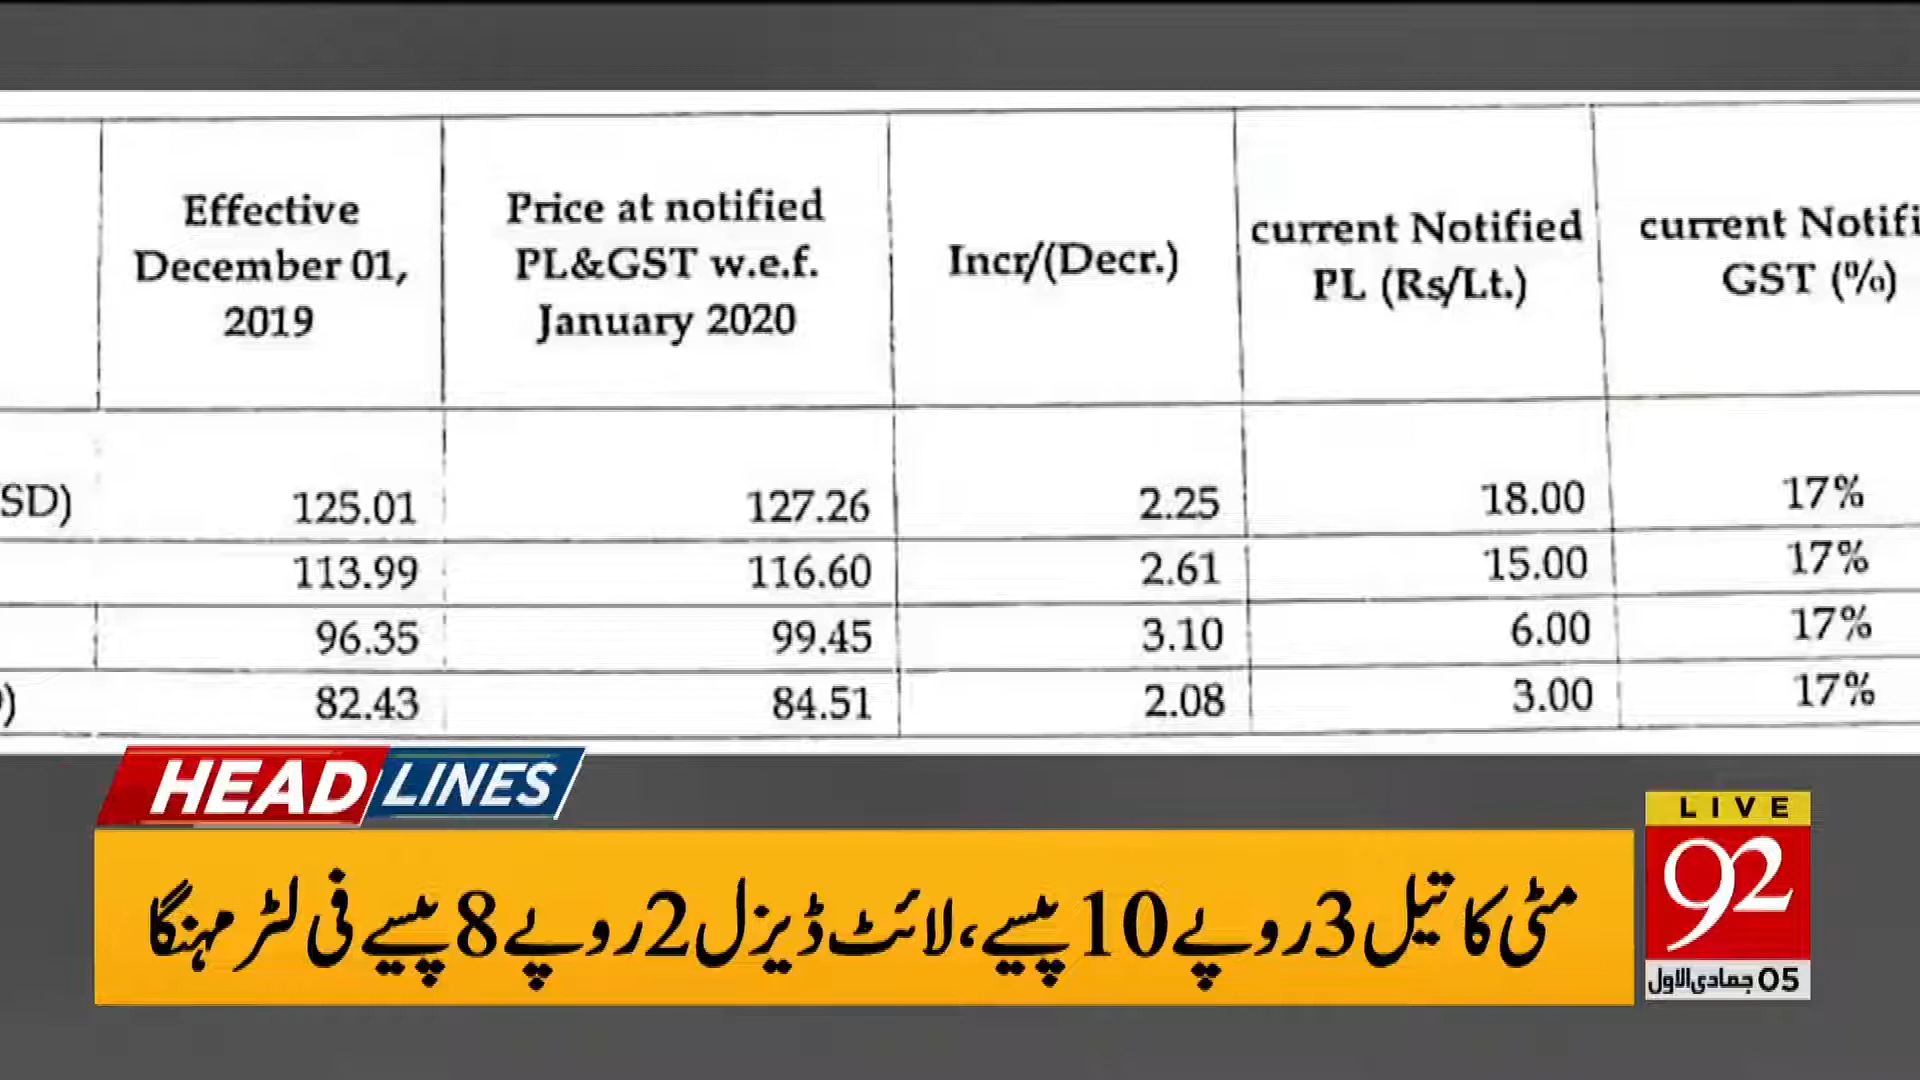 Effective December 01, 2019
Price at notified PL&GST w.e.f. January 2020
Incr/(Decr.)
current Notified PL (Rs/Lt.)
current Notifi
GST (%)
SD) 125.01 127.26 2.25 18.00 17%
113.99 116.60 2.61 15.00 17%
96.35 99.45 3.10 6.00 17%
) 82.43 84.51 2.08 3.00 17%
HEADLINES
مٹی کا تیل 3 روپے 10 پیسے، لائٹ ڈیزل 2 روپے 8 پیسے فی لٹر مہنگا
LIVE
92
05 جمادی الاول